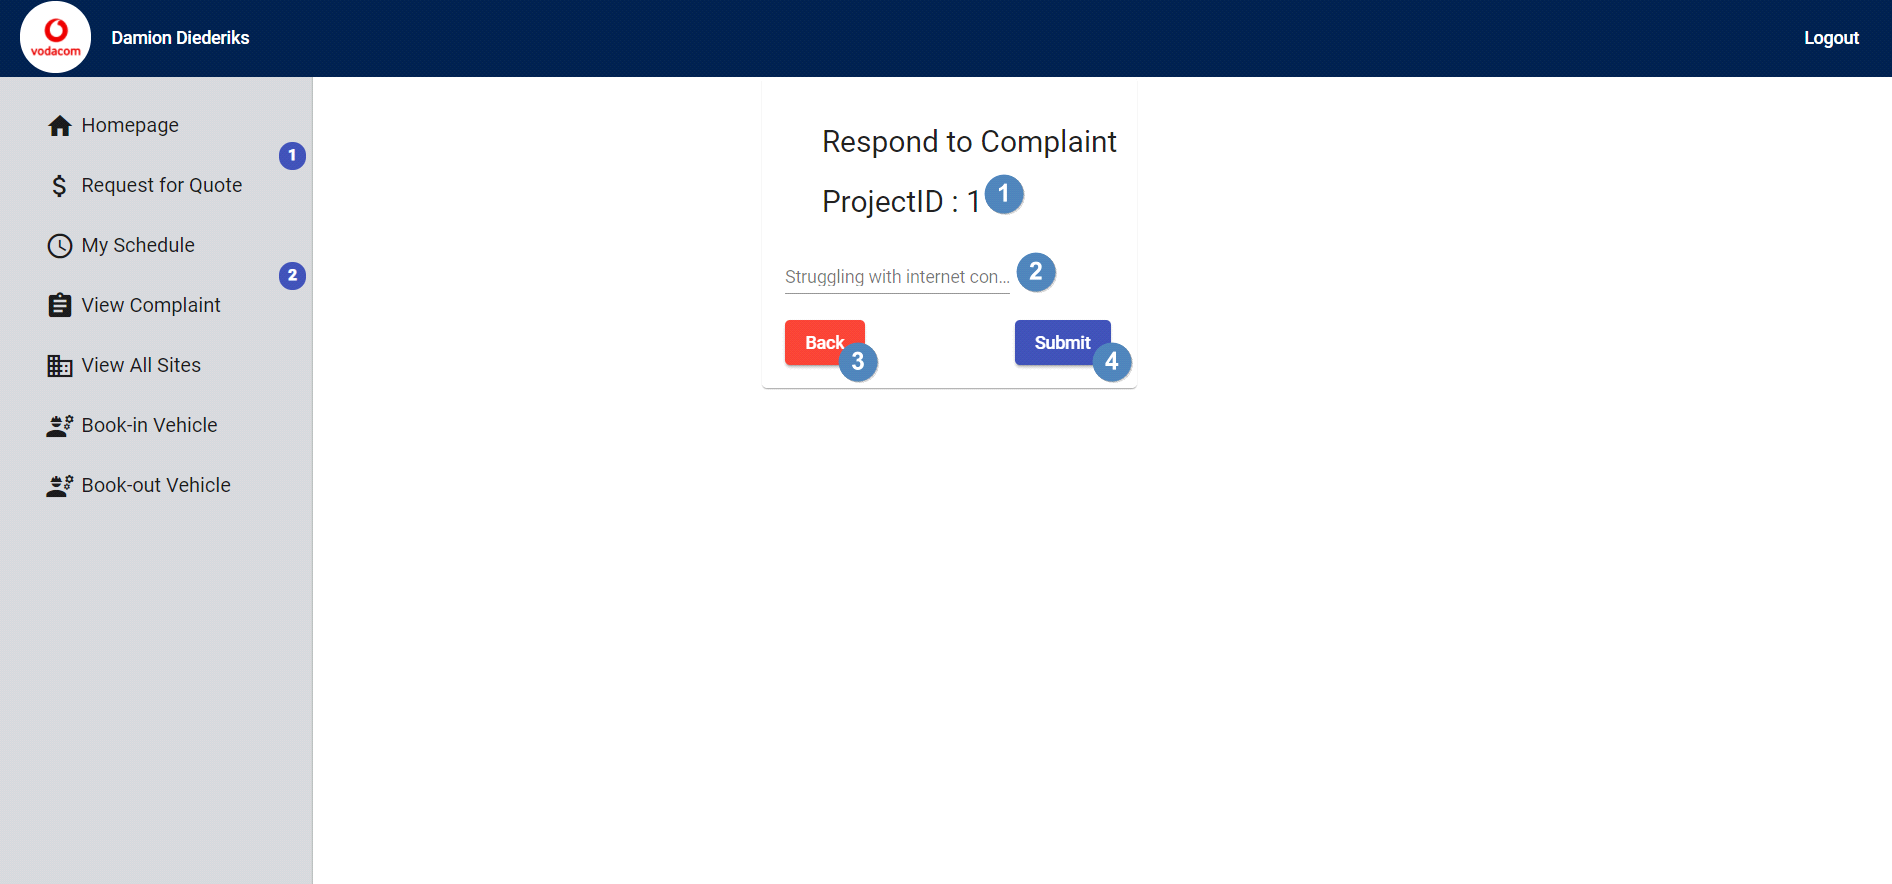 vodacom
Damion Diederiks
Logout
Homepage
1
Request for Quote
My Schedule
2
View Complaint
View All Sites
Book-in Vehicle
Book-out Vehicle
Respond to Complaint
ProjectID : 1
1
Struggling with internet con...
2
Back
3
Submit
4